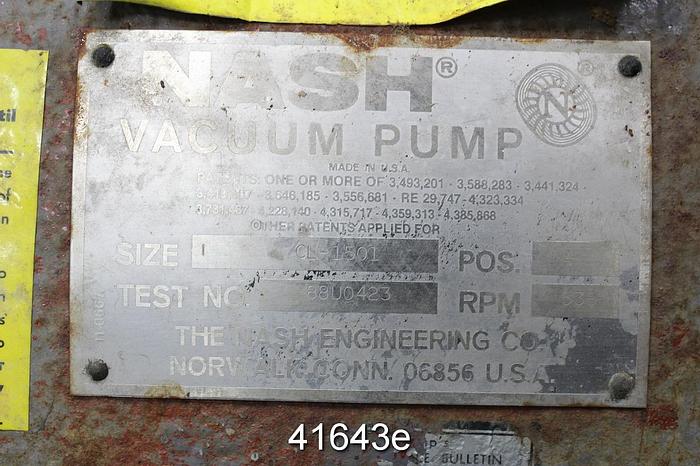 NASH®
N ®
VACUUM PUMP
MADE IN U.S.A.
PATENTS: ONE OR MORE OF 3,493,201 - 3,588,283 - 3,441,324 -
3,646,185 - 3,556,681 - RE 29,747 - 4,323,334
4,228,140 - 4,315,717 - 4,359,313 - 4,385,868
OTHER PATENTS APPLIED FOR
SIZE CL-1501 POS.
TEST NO. 88U0423 RPM
THE NASH ENGINEERING CO.
NORWALK, CONN. 06856 U.S.A.
41643e
BULLETIN